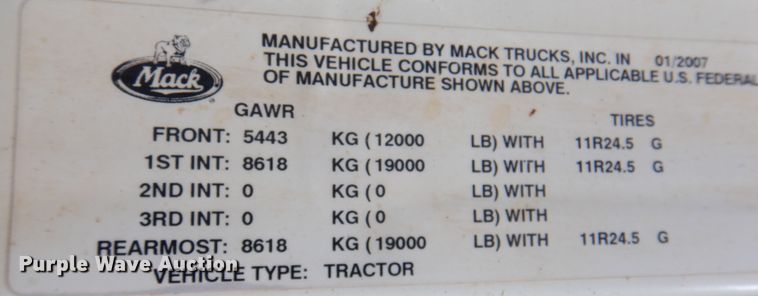 Mack
MANUFACTURED BY MACK TRUCKS, INC. IN 01/2007
THIS VEHICLE CONFORMS TO ALL APPLICABLE U.S. FEDERAL
OF MANUFACTURE SHOWN ABOVE.
GAWR TIRES
FRONT: 5443 KG ( 12000 LB) WITH 11R24.5 G
1ST INT: 8618 KG ( 19000 LB) WITH 11R24.5 G
2ND INT: 0 KG ( 0 LB) WITH
3RD INT: 0 KG ( 0 LB) WITH
REARMOST: 8618 KG ( 19000 LB) WITH 11R24.5 G
VEHICLE TYPE: TRACTOR
Purple Wave Auction